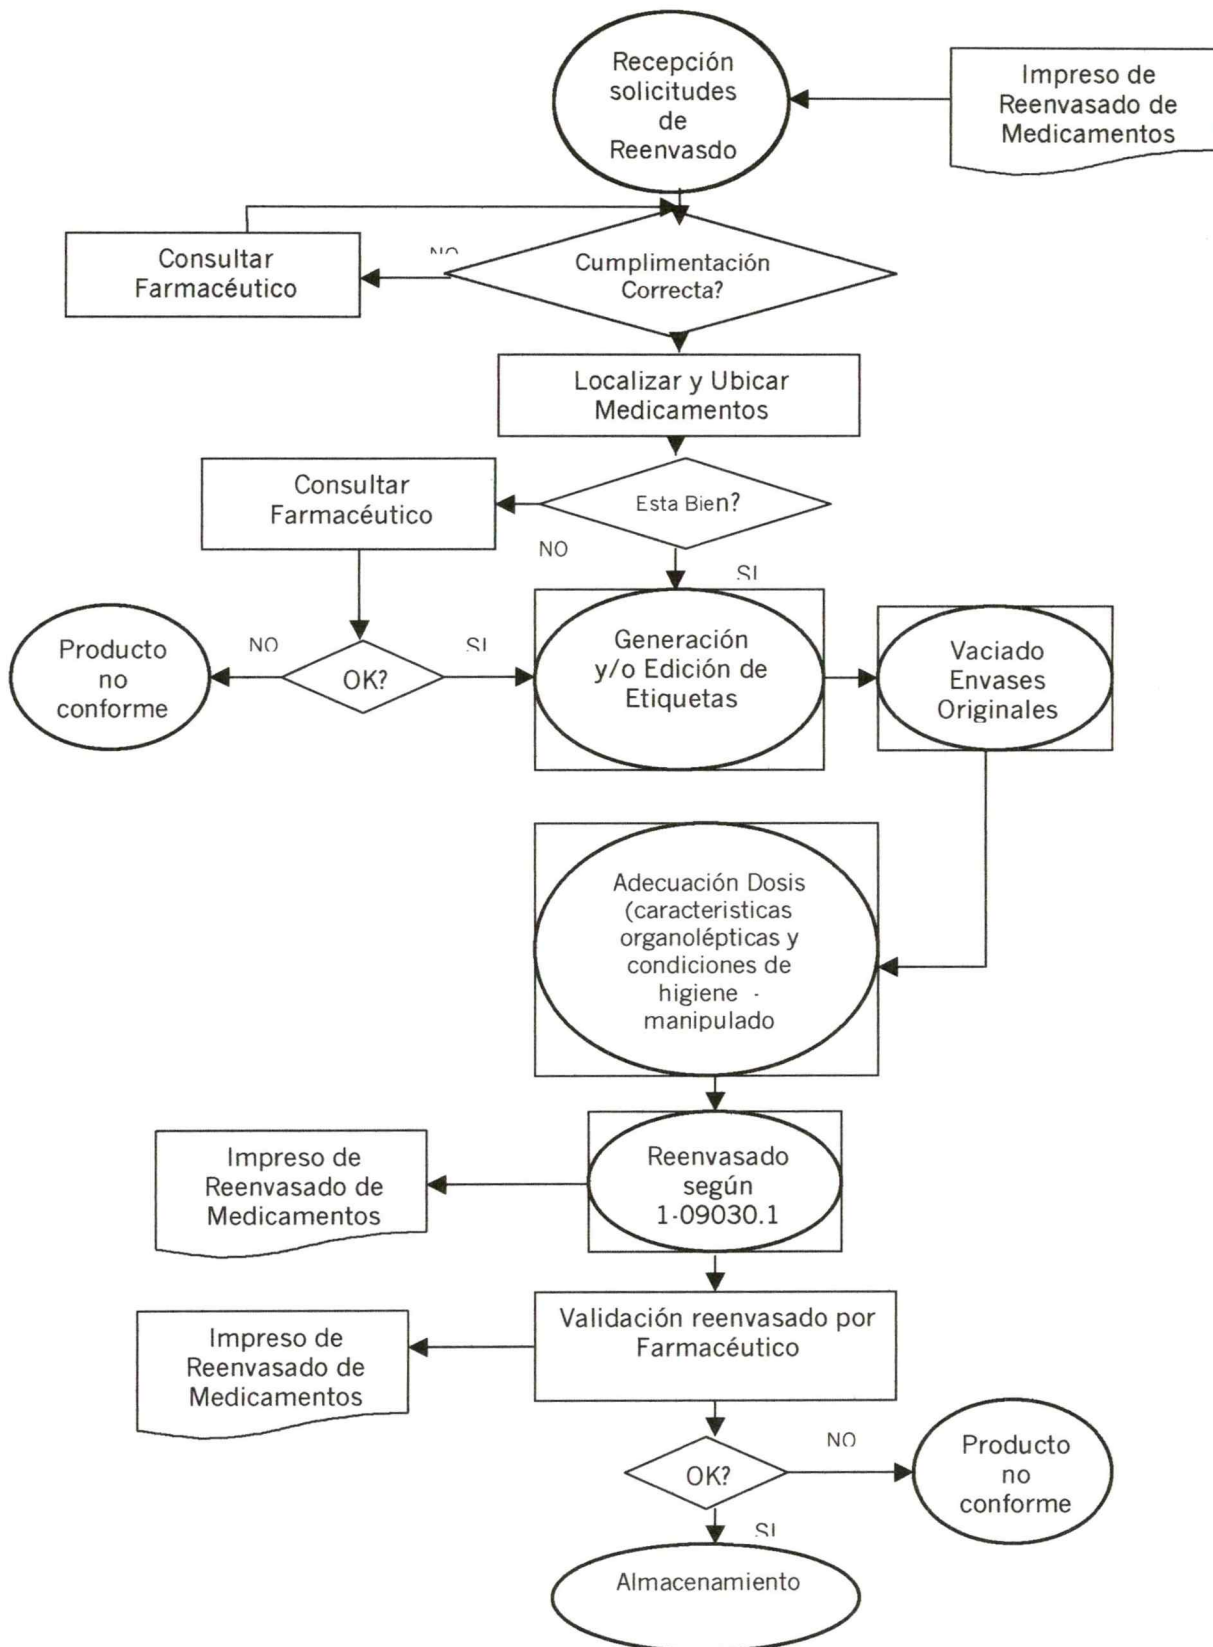 Recepción
solicitudes
de
Reenvasdo
Impreso de
Reenvasado de
Medicamentos
Consultar
Farmacéutico
NO
Cumplimentación
Correcta?
Localizar y Ubicar
Medicamentos
Consultar
Farmacéutico
Esta Bien?
NO
SI
Producto
no
conforme
NO
OK?
SI
Generación
y/o Edición de
Etiquetas
Vaciado
Envases
Originales
Adecuación Dosis
(caracteristicas
organolépticas y
condiciones de
higiene -
manipulado
Impreso de
Reenvasado de
Medicamentos
Reenvasado
según
1-09030.1
Impreso de
Reenvasado de
Medicamentos
Validación reenvasado por
Farmacéutico
OK?
NO
Producto
no
conforme
SI
Almacenamiento